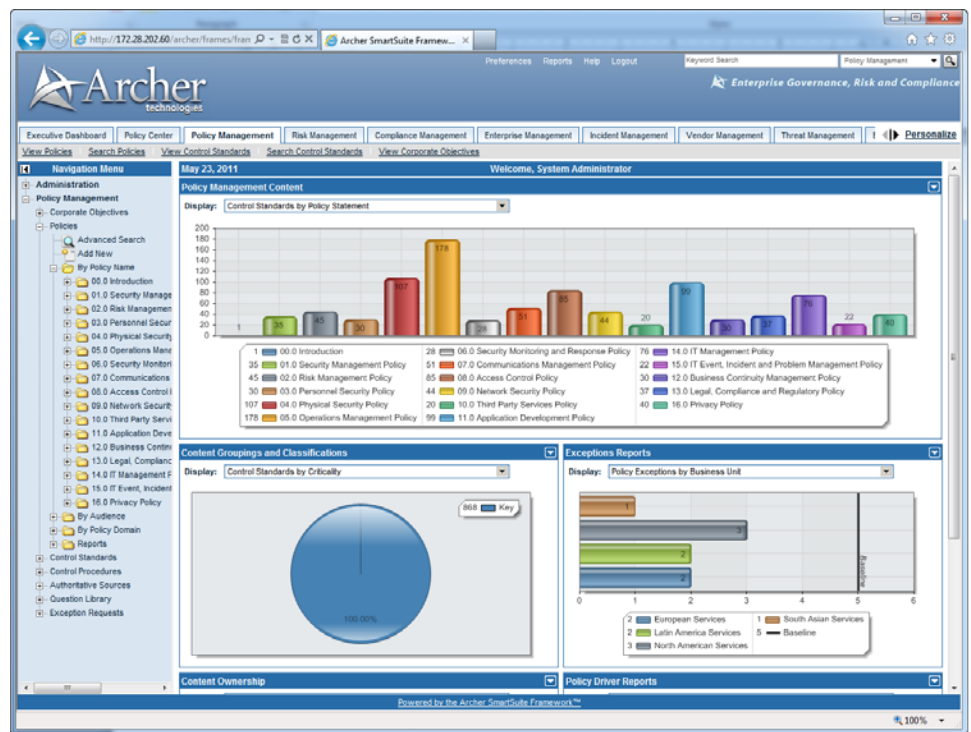 http://172.28.202.60/archer/frames/fran
Archer SmartSuite Framew...
Preferences Reports Help Logout
Keyword Search
Policy Management
Archer
technologies
Enterprise Governance, Risk and Compliance
Executive Dashboard Policy Center Policy Management Risk Management Compliance Management Enterprise Management Incident Management Vendor Management Threat Management Personalize
View Policies Search Policies View Control Standards Search Control Standards View Corporate Objectives
Navigation Menu
Administration
Policy Management
Corporate Objectives
Policies
Advanced Search
Add New
By Policy Name
00.0 Introduction
01.0 Security Manage
02.0 Risk Managemen
03.0 Personnel Secur
04.0 Physical Security
05.0 Operations Mana
06.0 Security Monitori
07.0 Communications
08.0 Access Control
09.0 Network Securit
10.0 Third Party Servi
11.0 Application Deve
12.0 Business Contin
13.0 Legal, Complianc
14.0 IT Management P
15.0 IT Event, Incident
16.0 Privacy Policy
By Audience
By Policy Domain
Reports
Control Standards
Control Procedures
Authoritative Sources
Question Library
Exception Requests
May 23, 2011
Welcome, System Administrator
Policy Management Content
Display: Control Standards by Policy Statement
200
180
160
140
120
100
80
60
40
20
1 35 45 30 107 178 28 51 85 44 20 99 30 37 76 22 40
1 00.0 Introduction
35 01.0 Security Management Policy
45 02.0 Risk Management Policy
30 03.0 Personnel Security Policy
107 04.0 Physical Security Policy
178 05.0 Operations Management Policy
28 06.0 Security Monitoring and Response Policy
51 07.0 Communications Management Policy
85 08.0 Access Control Policy
44 09.0 Network Security Policy
20 10.0 Third Party Services Policy
99 11.0 Application Development Policy
76 14.0 IT Management Policy
22 15.0 IT Event, Incident and Problem Management Policy
30 12.0 Business Continuity Management Policy
37 13.0 Legal, Compliance and Regulatory Policy
40 16.0 Privacy Policy
Content Groupings and Classifications
Display: Control Standards by Criticality
868 Key
100.00%
Exceptions Reports
Display: Policy Exceptions by Business Unit
1
3
2
2
Baseline
0 1 2 3 4 5 6
2 European Services
2 Latin America Services
3 North American Services
1 South Asian Services
5 Baseline
Content Ownership
Policy Driver Reports
Powered by the Archer SmartSuite Framework™
100%